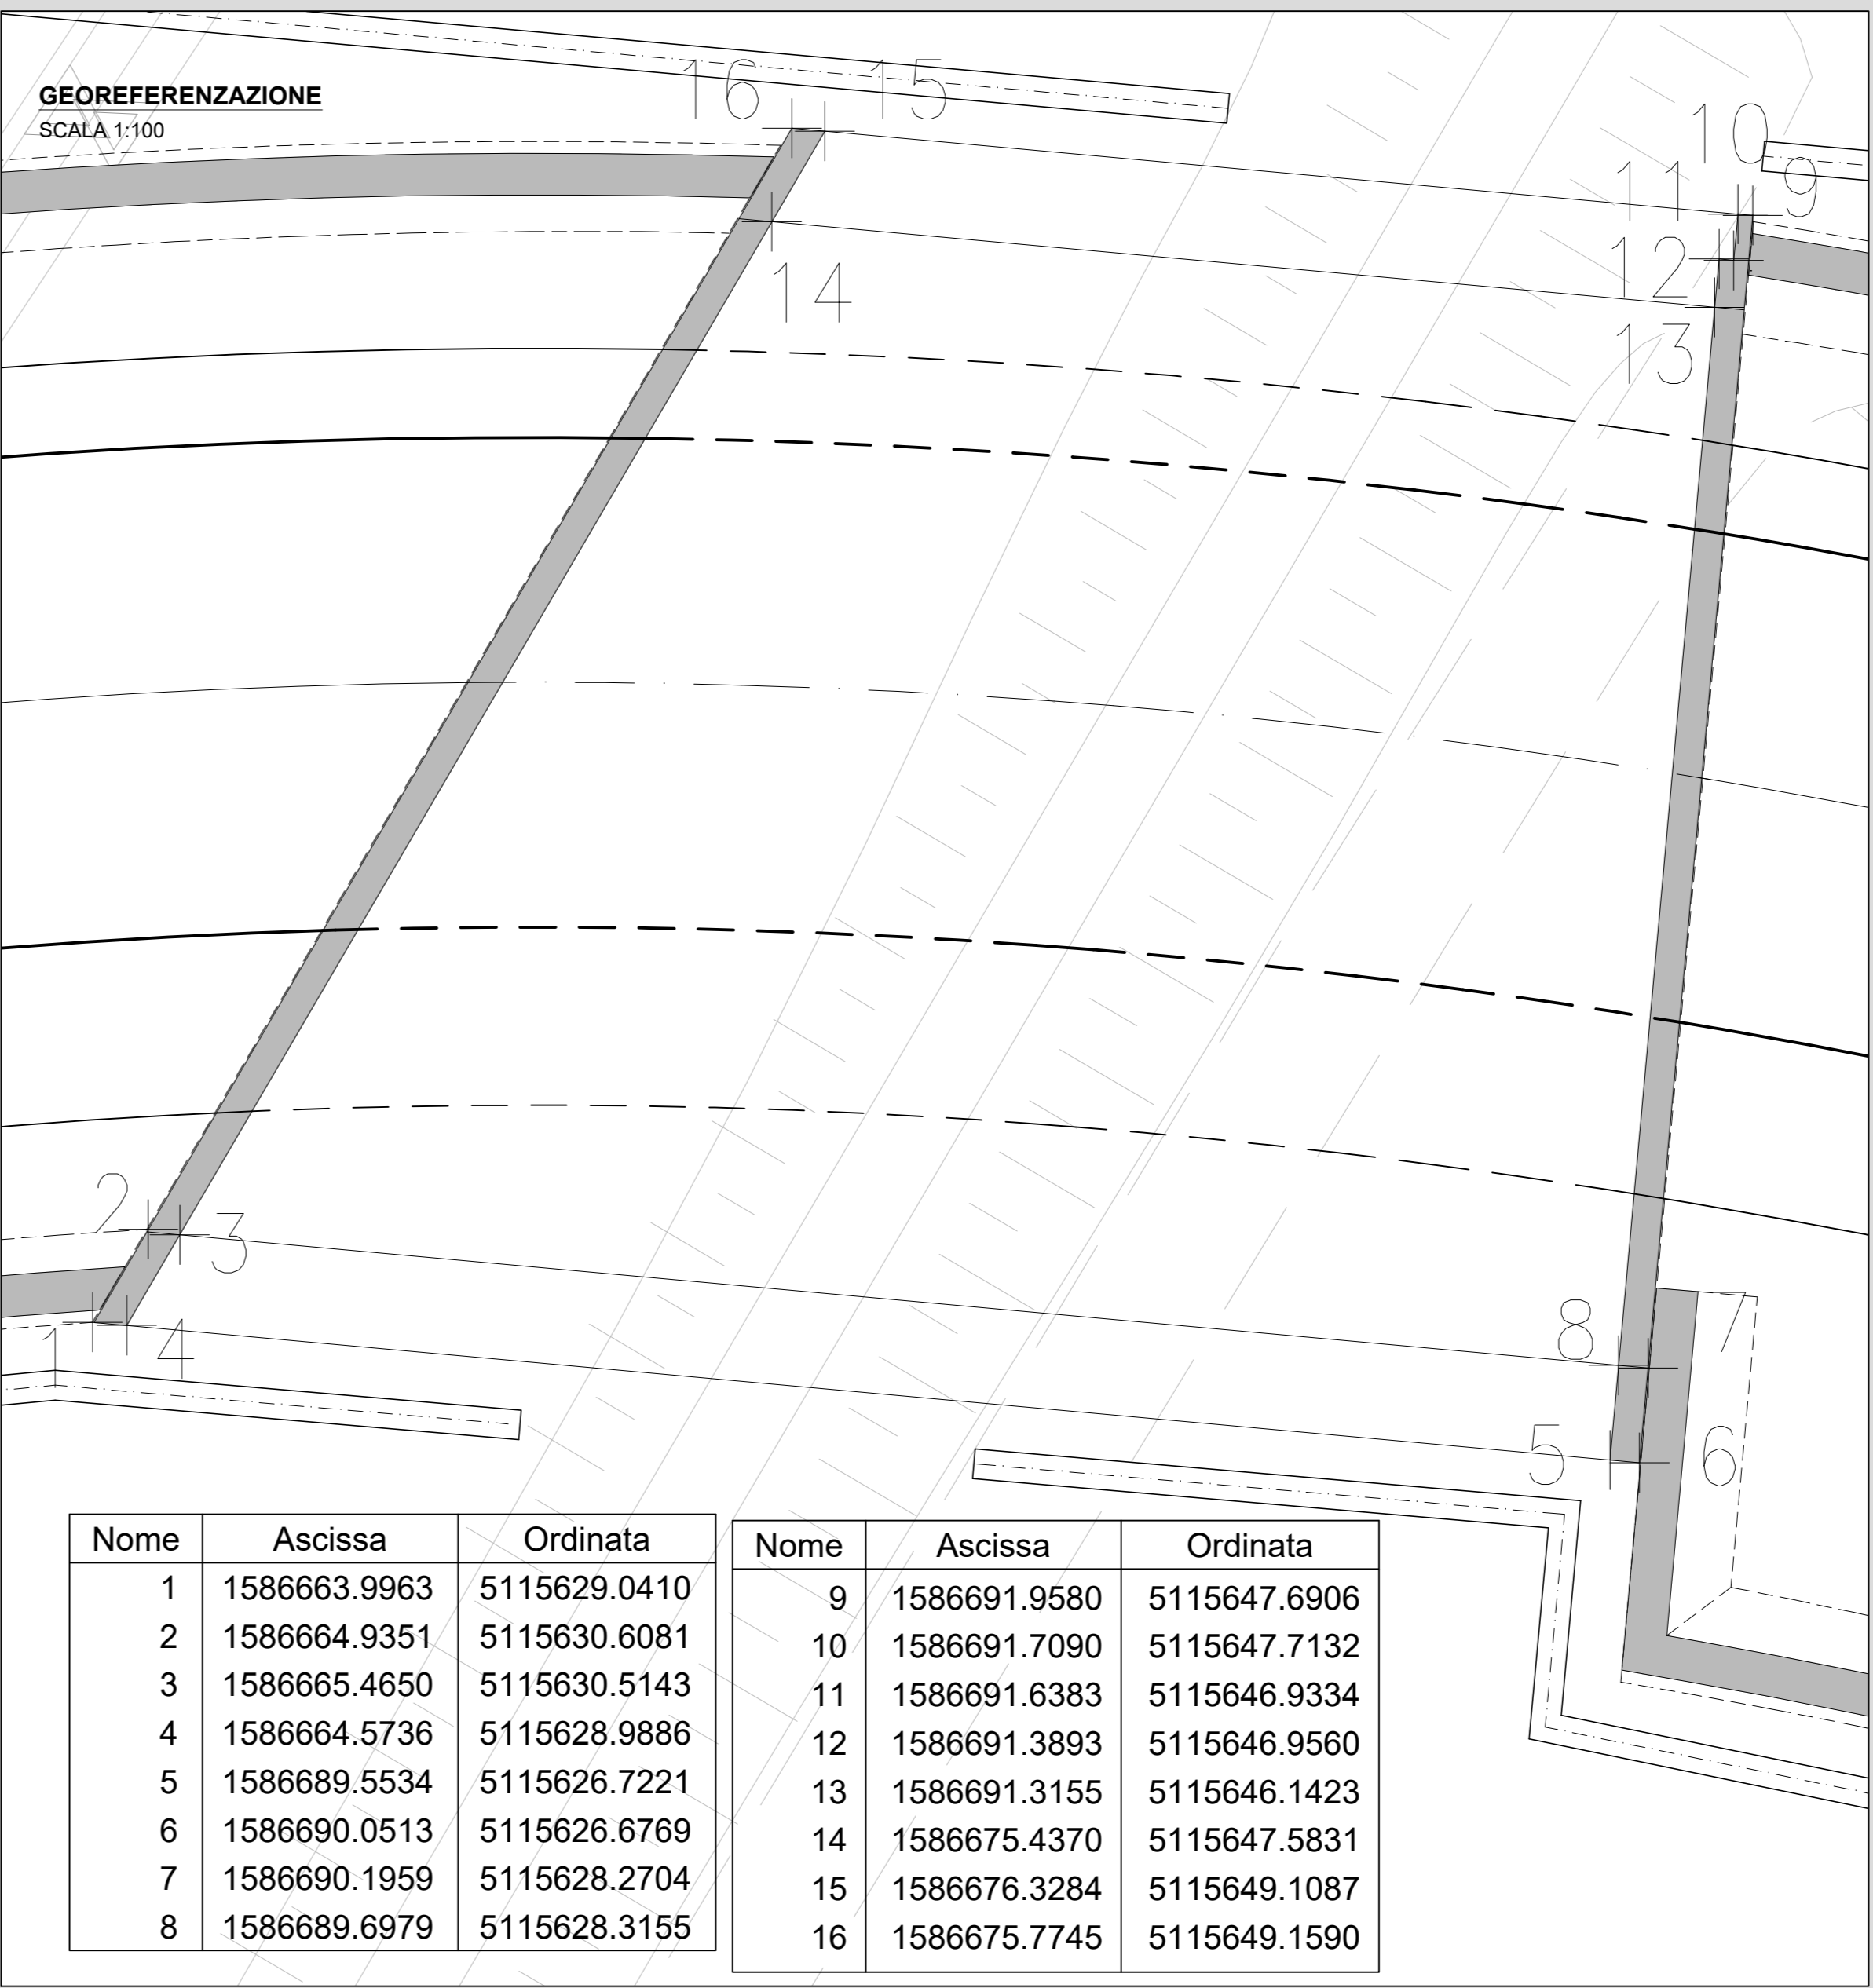 GEOREFERENZAZIONE
SCALA 1:100
16 15
10
9
11
12
14
13
2
3
1 4
8 7
5 6
Nome Ascissa Ordinata
1 1586663.9963 5115629.0410
2 1586664.9351 5115630.6081
3 1586665.4650 5115630.5143
4 1586664.5736 5115628.9886
5 1586689.5534 5115626.7221
6 1586690.0513 5115626.6769
7 1586690.1959 5115628.2704
8 1586689.6979 5115628.3155
Nome Ascissa Ordinata
9 1586691.9580 5115647.6906
10 1586691.7090 5115647.7132
11 1586691.6383 5115646.9334
12 1586691.3893 5115646.9560
13 1586691.3155 5115646.1423
14 1586675.4370 5115647.5831
15 1586676.3284 5115649.1087
16 1586675.7745 5115649.1590